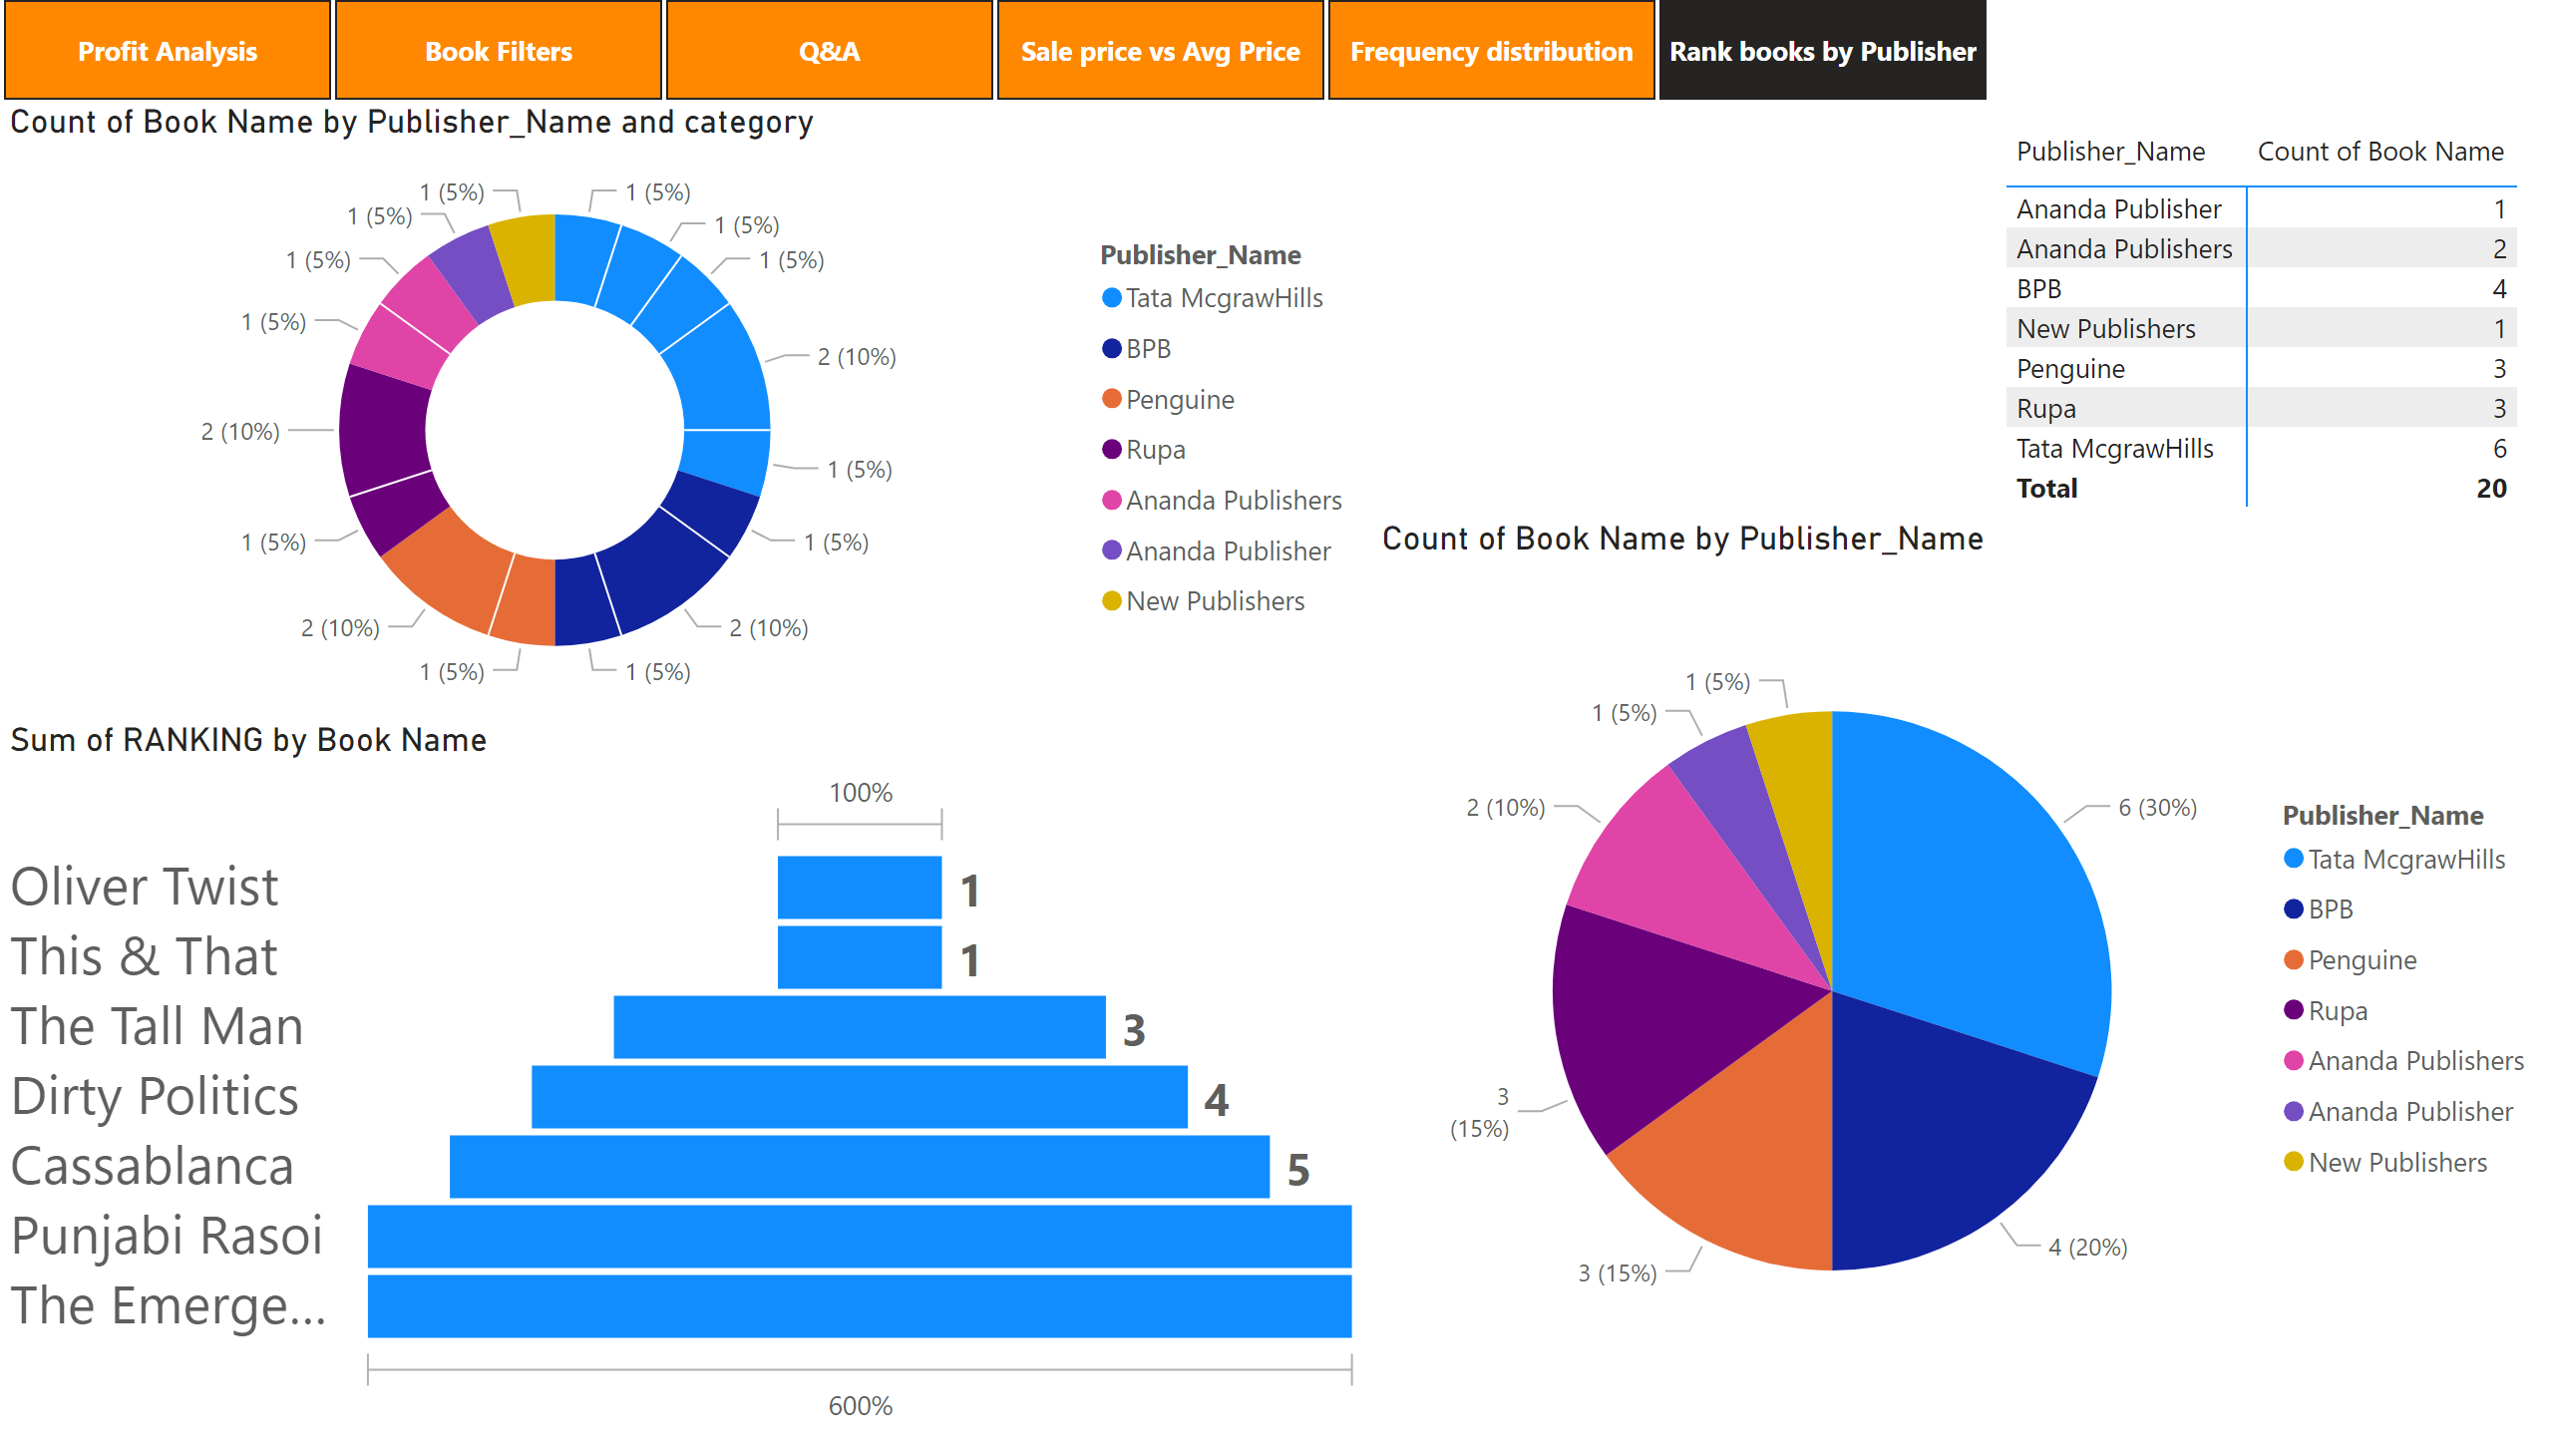 Profit Analysis
Book Filters
Q&A
Sale price vs Avg Price
Frequency distribution
Rank books by Publisher
Count of Book Name by Publisher_Name and category
1 (5%)
1 (5%)
1 (5%)
2 (10%)
1 (5%)
1 (5%)
2 (10%)
1 (5%)
1 (5%)
2 (10%)
1 (5%)
2 (10%)
1 (5%)
1 (5%)
1 (5%)
1 (5%)
Publisher_Name
Tata McgrawHills
BPB
Penguine
Rupa
Ananda Publishers
Ananda Publisher
New Publishers
Publisher_Name Count of Book Name
Ananda Publisher 1
Ananda Publishers 2
BPB 4
New Publishers 1
Penguine 3
Rupa 3
Tata McgrawHills 6
Total 20
Sum of RANKING by Book Name
100%
Oliver Twist 1
This & That 1
The Tall Man 3
Dirty Politics 4
Cassablanca 5
Punjabi Rasoi
The Emerge...
600%
Count of Book Name by Publisher_Name
6 (30%)
4 (20%)
3 (15%)
3
(15%)
2 (10%)
1 (5%)
1 (5%)
Publisher_Name
Tata McgrawHills
BPB
Penguine
Rupa
Ananda Publishers
Ananda Publisher
New Publishers